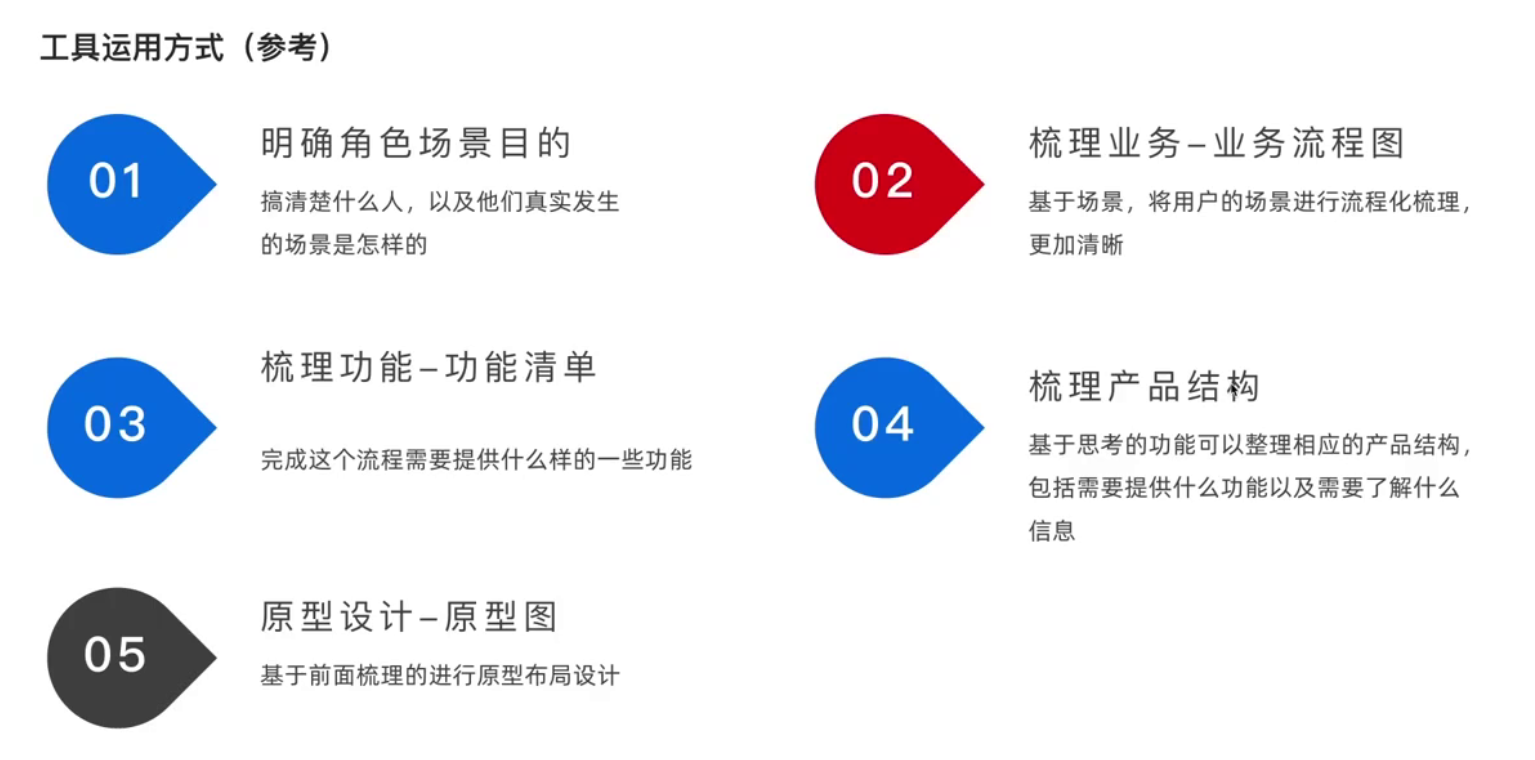 工具运用方式（参考）
01
明确角色场景目的
搞清楚什么人，以及他们真实发生
的场景是怎样的
02
梳理业务–业务流程图
基于场景，将用户的场景进行流程化梳理，
更加清晰
03
梳理功能–功能清单
完成这个流程需要提供什么样的一些功能
04
梳理产品结构
基于思考的功能可以整理相应的产品结构，
包括需要提供什么功能以及需要了解什么
信息
05
原型设计–原型图
基于前面梳理的进行原型布局设计